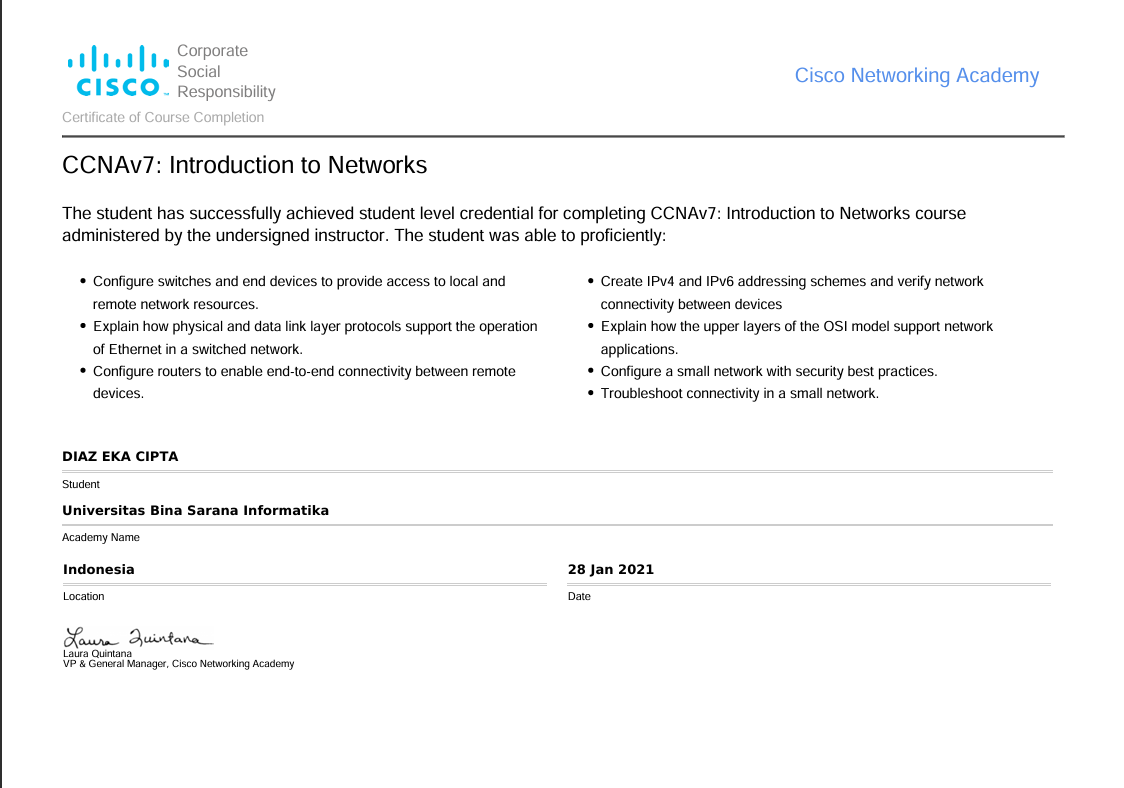 CISCO
Corporate
Social
Responsibility
Cisco Networking Academy
Certificate of Course Completion
CCNAv7: Introduction to Networks
The student has successfully achieved student level credential for completing CCNAv7: Introduction to Networks course
administered by the undersigned instructor. The student was able to proficiently:
• Configure switches and end devices to provide access to local and
remote network resources.
• Explain how physical and data link layer protocols support the operation
of Ethernet in a switched network.
• Configure routers to enable end-to-end connectivity between remote
devices.
• Create IPv4 and IPv6 addressing schemes and verify network
connectivity between devices
• Explain how the upper layers of the OSI model support network
applications.
• Configure a small network with security best practices.
• Troubleshoot connectivity in a small network.
DIAZ EKA CIPTA
Student
Universitas Bina Sarana Informatika
Academy Name
Indonesia
Location
28 Jan 2021
Date
Laura Quintana
Laura Quintana
VP & General Manager, Cisco Networking Academy